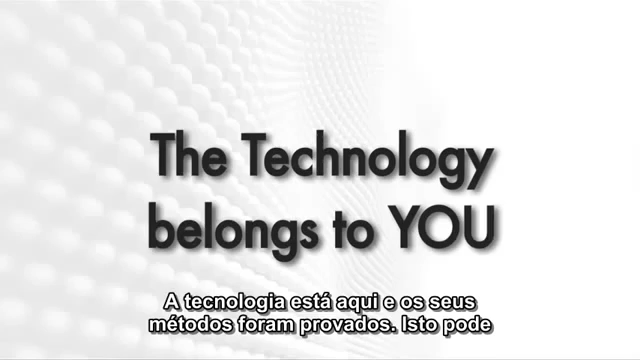 The Technology
belongs to YOU
A tecnologia está aqui e os seus
métodos foram provados. Isto pode